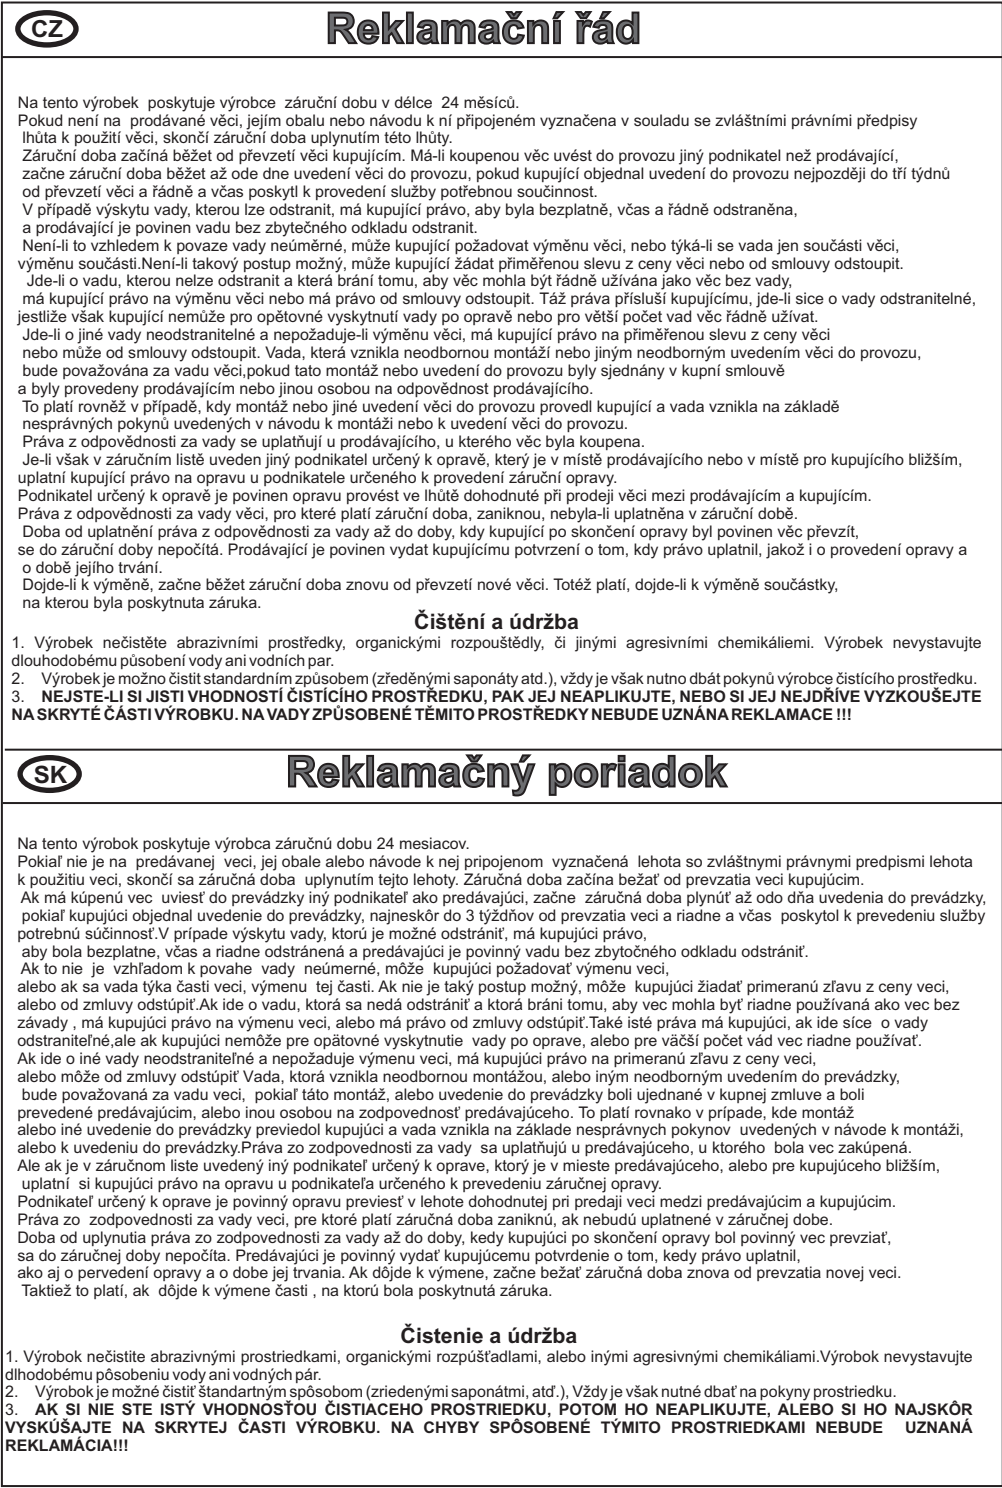 CZ Reklamační řád
Na tento výrobek poskytuje výrobce záruční dobu v délce 24 měsíců.
Pokud není na prodávané věci, jejím obalu nebo návodu k ní připojeném vyznačena v souladu se zvláštními právními předpisy
lhůta k použití věci, skončí záruční doba uplynutím této lhůty.
Záruční doba začíná běžet od převzetí věci kupujícím. Má-li koupenou věc uvést do provozu jiný podnikatel než prodávající,
začne záruční doba běžet až ode dne uvedení věci do provozu, pokud kupující objednal uvedení do provozu nejpozději do tří týdnů
od převzetí věci a řádně a včas poskytl k provedení služby potřebnou součinnost.
V případě výskytu vady, kterou lze odstranit, má kupující právo, aby byla bezplatně, včas a řádně odstraněna,
a prodávající je povinen vadu bez zbytečného odkladu odstranit.
Není-li to vzhledem k povaze vady neúměrné, může kupující požadovat výměnu věci, nebo týká-li se vada jen součásti věci,
výměnu součásti.Není-li takový postup možný, může kupující žádat přiměřenou slevu z ceny věci nebo od smlouvy odstoupit.
Jde-li o vadu, kterou nelze odstranit a která brání tomu, aby věc mohla být řádně užívána jako věc bez vady,
má kupující právo na výměnu věci nebo má právo od smlouvy odstoupit. Táž práva přísluší kupujícímu, jde-li sice o vady odstranitelné,
jestliže však kupující nemůže pro opětovné vyskytnutí vady po opravě nebo pro větší počet vad věc řádně užívat.
Jde-li o jiné vady neodstranitelné a nepožaduje-li výměnu věci, má kupující právo na přiměřenou slevu z ceny věci
nebo může od smlouvy odstoupit. Vada, která vznikla neodbornou montáží nebo jiným neodborným uvedením věci do provozu,
bude považována za vadu věci,pokud tato montáž nebo uvedení do provozu byly sjednány v kupní smlouvě
a byly provedeny prodávajícím nebo jinou osobou na odpovědnost prodávajícího.
To platí rovněž v případě, kdy montáž nebo jiné uvedení věci do provozu provedl kupující a vada vznikla na základě
nesprávných pokynů uvedených v návodu k montáži nebo k uvedení věci do provozu.
Práva z odpovědnosti za vady se uplatňují u prodávajícího, u kterého věc byla koupena.
Je-li však v záručním listě uveden jiný podnikatel určený k opravě, který je v místě prodávajícího nebo v místě pro kupujícího bližším,
uplatní kupující právo na opravu u podnikatele určeného k provedení záruční opravy.
Podnikatel určený k opravě je povinen opravu provést ve lhůtě dohodnuté při prodeji věci mezi prodávajícím a kupujícím.
Práva z odpovědnosti za vady věci, pro které platí záruční doba, zaniknou, nebyla-li uplatněna v záruční době.
Doba od uplatnění práva z odpovědnosti za vady až do doby, kdy kupující po skončení opravy byl povinen věc převzít,
se do záruční doby nepočítá. Prodávající je povinen vydat kupujícímu potvrzení o tom, kdy právo uplatnil, jakož i o provedení opravy a
o době jejího trvání.
Dojde-li k výměně, začne běžet záruční doba znovu od převzetí nové věci. Totéž platí, dojde-li k výměně součástky,
na kterou byla poskytnuta záruka.
Čištění a údržba
1. Výrobek nečistěte abrazivními prostředky, organickými rozpouštědly, či jinými agresivními chemikáliemi. Výrobek nevystavujte
dlouhodobému působení vody ani vodních par.
2. Výrobek je možno čistit standardním způsobem (zředěnými saponáty atd.), vždy je však nutno dbát pokynů výrobce čistícího prostředku.
3. NEJSTE-LI SI JISTI VHODNOSTÍ ČISTÍCÍHO PROSTŘEDKU, PAK JEJ NEAPLIKUJTE, NEBO SI JEJ NEJDŘÍVE VYZKOUŠEJTE
NA SKRYTÉ ČÁSTI VÝROBKU. NA VADY ZPŮSOBENÉ TĚMITO PROSTŘEDKY NEBUDE UZNÁNA REKLAMACE !!!
SK Reklamačný poriadok
Na tento výrobok poskytuje výrobca záručnú dobu 24 mesiacov.
Pokiaľ nie je na predávanej veci, jej obale alebo návode k nej pripojenom vyznačená lehota so zvláštnymi právnymi predpismi lehota
k použitiu veci, skončí sa záručná doba uplynutím tejto lehoty. Záručná doba začína bežať od prevzatia veci kupujúcim.
Ak má kúpenú vec uviesť do prevádzky iný podnikateľ ako predávajúci, začne záručná doba plynúť až odo dňa uvedenia do prevádzky,
pokiaľ kupujúci objednal uvedenie do prevádzky, najneskôr do 3 týždňov od prevzatia veci a riadne a včas poskytol k prevedeniu služby
potrebnú súčinnosť.V prípade výskytu vady, ktorú je možné odstrániť, má kupujúci právo,
aby bola bezplatne, včas a riadne odstránená a predávajúci je povinný vadu bez zbytočného odkladu odstrániť.
Ak to nie je vzhľadom k povahe vady neúmerné, môže kupujúci požadovať výmenu veci,
alebo ak sa vada týka časti veci, výmenu tej časti. Ak nie je taký postup možný, môže kupujúci žiadať primeranú zľavu z ceny veci,
alebo od zmluvy odstúpiť.Ak ide o vadu, ktorá sa nedá odstrániť a ktorá bráni tomu, aby vec mohla byť riadne používaná ako vec bez
závady , má kupujúci právo na výmenu veci, alebo má právo od zmluvy odstúpiť.Také isté práva má kupujúci, ak ide síce o vady
odstraniteľné,ale ak kupujúci nemôže pre opätovné vyskytnutie vady po oprave, alebo pre väčší počet vád vec riadne používať.
Ak ide o iné vady neodstraniteľné a nepožaduje výmenu veci, má kupujúci právo na primeranú zľavu z ceny veci,
alebo môže od zmluvy odstúpiť Vada, ktorá vznikla neodbornou montážou, alebo iným neodborným uvedením do prevádzky,
bude považovaná za vadu veci, pokiaľ táto montáž, alebo uvedenie do prevádzky boli ujednané v kupnej zmluve a boli
prevedené predávajúcim, alebo inou osobou na zodpovednosť predávajúceho. To platí rovnako v prípade, kde montáž
alebo iné uvedenie do prevádzky previedol kupujúci a vada vznikla na základe nesprávnych pokynov uvedených v návode k montáži,
alebo k uvedeniu do prevádzky.Práva zo zodpovednosti za vady sa uplatňujú u predávajúceho, u ktorého bola vec zakúpená.
Ale ak je v záručnom liste uvedený iný podnikateľ určený k oprave, ktorý je v mieste predávajúceho, alebo pre kupujúceho bližším,
uplatní si kupujúci právo na opravu u podnikateľa určeného k prevedeniu záručnej opravy.
Podnikateľ určený k oprave je povinný opravu previesť v lehote dohodnutej pri predaji veci medzi predávajúcim a kupujúcim.
Práva zo zodpovednosti za vady veci, pre ktoré platí záručná doba zaniknú, ak nebudú uplatnené v záručnej dobe.
Doba od uplynutia práva zo zodpovednosti za vady až do doby, kedy kupujúci po skončení opravy bol povinný vec prevziať,
sa do záručnej doby nepočíta. Predávajúci je povinný vydať kupujúcemu potvrdenie o tom, kedy právo uplatnil,
ako aj o pervedení opravy a o dobe jej trvania. Ak dôjde k výmene, začne bežať záručná doba znova od prevzatia novej veci.
Taktiež to platí, ak dôjde k výmene časti , na ktorú bola poskytnutá záruka.
Čistenie a údržba
1. Výrobok nečistite abrazivnými prostriedkami, organickými rozpúšťadlami, alebo inými agresivnými chemikáliami.Výrobok nevystavujte
dlhodobému pôsobeniu vody ani vodných pár.
2. Výrobok je možné čistiť štandartným spôsobom (zriedenými saponátmi, atď.), Vždy je však nutné dbať na pokyny prostriedku.
3. AK SI NIE STE ISTÝ VHODNOSŤOU ČISTIACEHO PROSTRIEDKU, POTOM HO NEAPLIKUJTE, ALEBO SI HO NAJSKÔR
VYSKÚŠAJTE NA SKRYTEJ ČASTI VÝROBKU. NA CHYBY SPÔSOBENÉ TÝMITO PROSTRIEDKAMI NEBUDE UZNANÁ
REKLAMÁCIA!!!